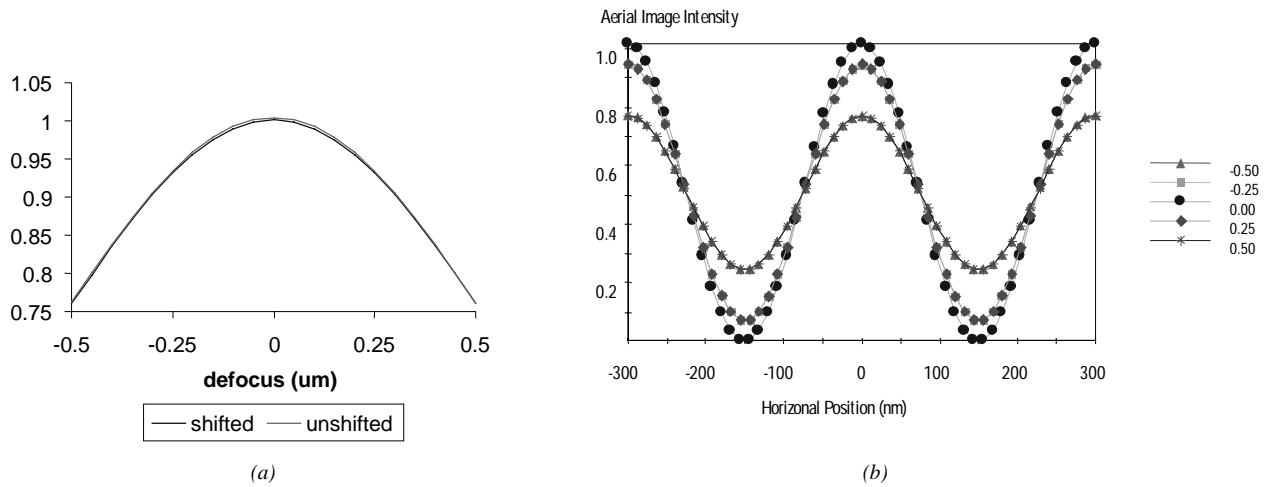 1.05
1
0.95
0.9
0.85
0.8
0.75
-0.5 -0.25 0 0.25 0.5
defocus (um)
shifted unshifted
(a)
Aerial Image Intensity
1.0
0.8
0.6
0.4
0.2
-300 -200 -100 0 100 200 300
Horizonal Position (nm)
-0.50
-0.25
0.00
0.25
0.50
(b)